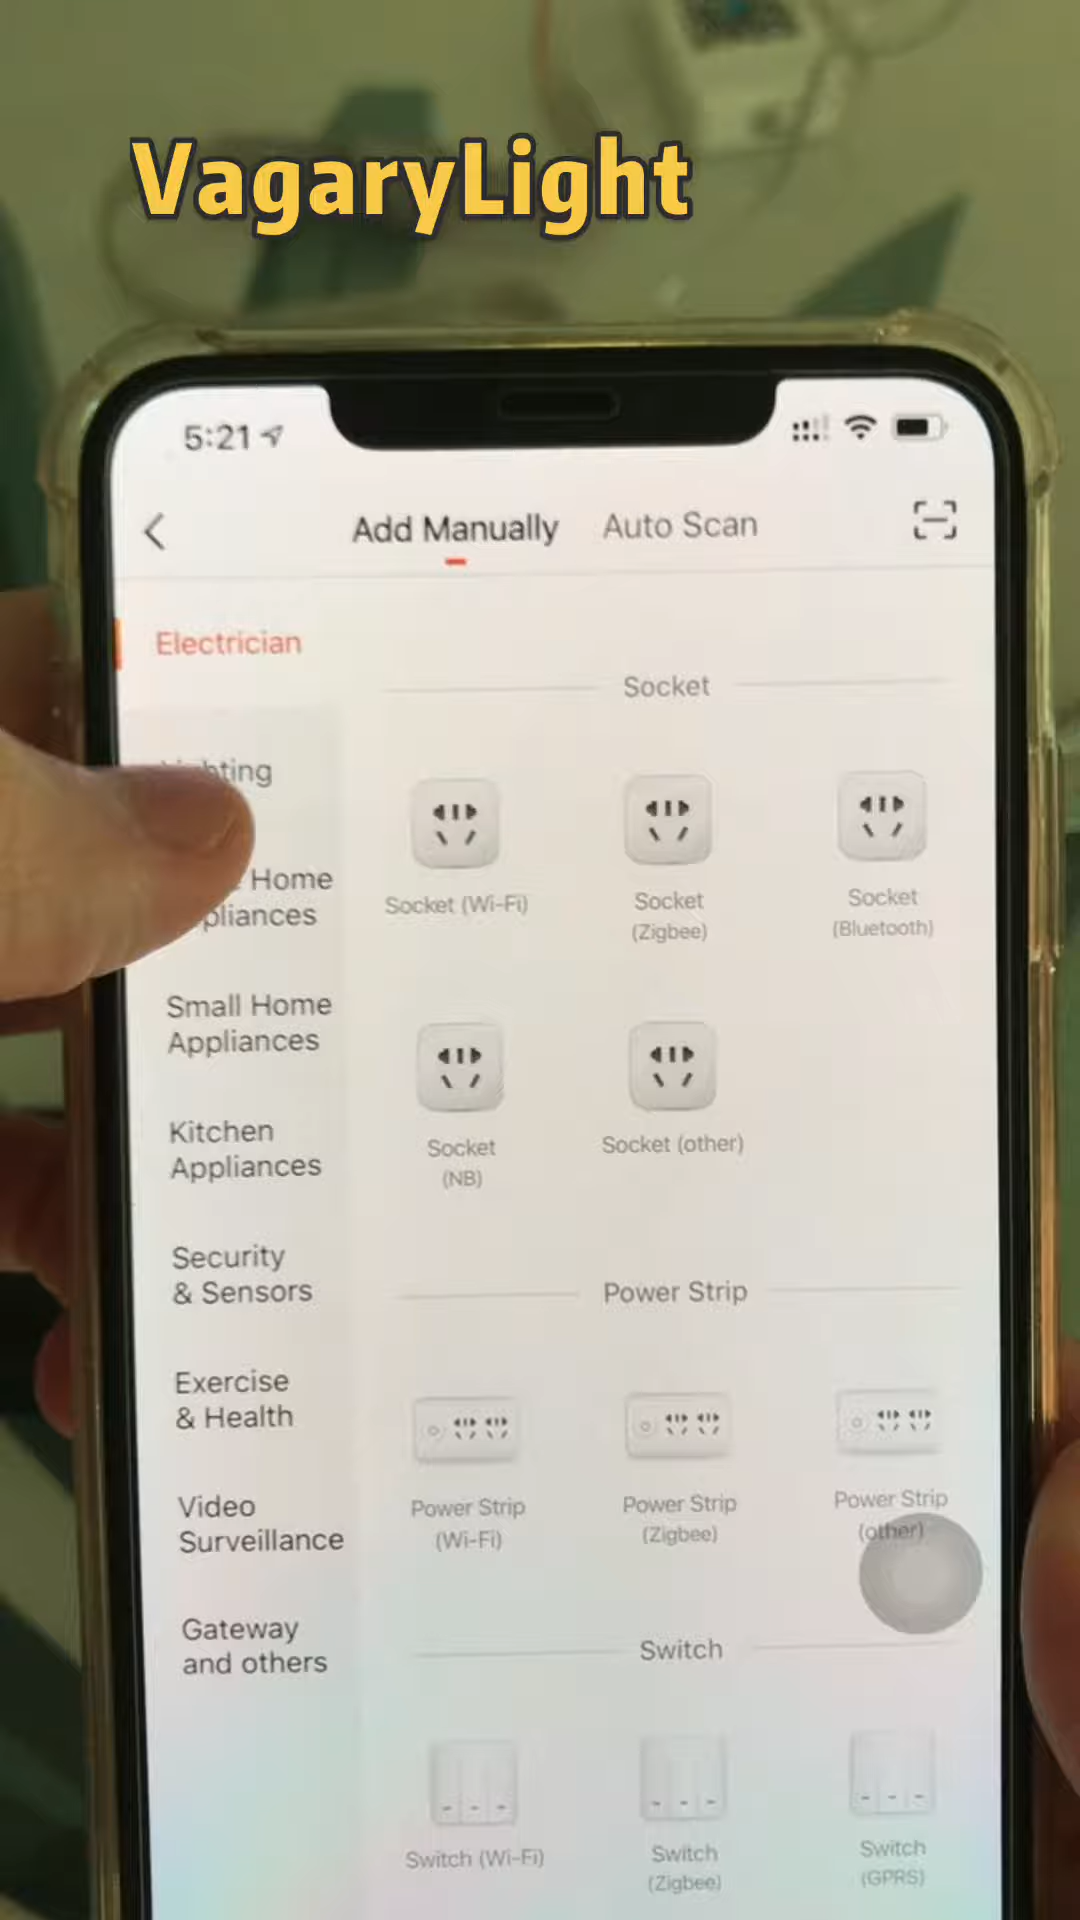 VagaryLight
5:21
Add Manually
Auto Scan
Electrician
Socket
Socket (Wi-Fi)
Socket
(Zigbee)
Socket
(Bluetooth)
Home
Small Home
Appliances
Socket
(NB)
Socket (other)
Kitchen
Appliances
Security
& Sensors
Power Strip
Exercise
& Health
Power Strip
(Wi-Fi)
Power Strip
(Zigbee)
Power Strip
(other)
Video
Surveillance
Gateway
and others
Switch
Switch (Wi-Fi)
Switch
(Zigbee)
Switch
(GPRS)